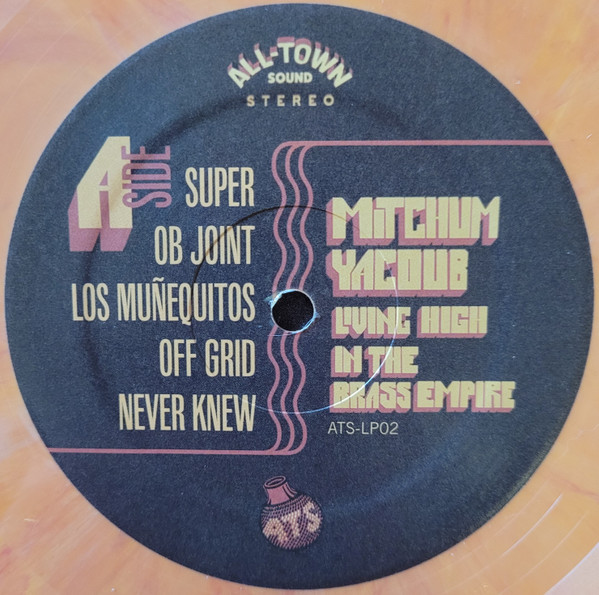 ALL-TOWN
SOUND
STEREO
A SIDE
SUPER
OB JOINT
LOS MUÑEQUITOS
OFF GRID
NEVER KNEW
MITCHUM
YACOUB
LIVING HIGH
IN THE
BRASS EMPIRE
ATS-LP02
ATS